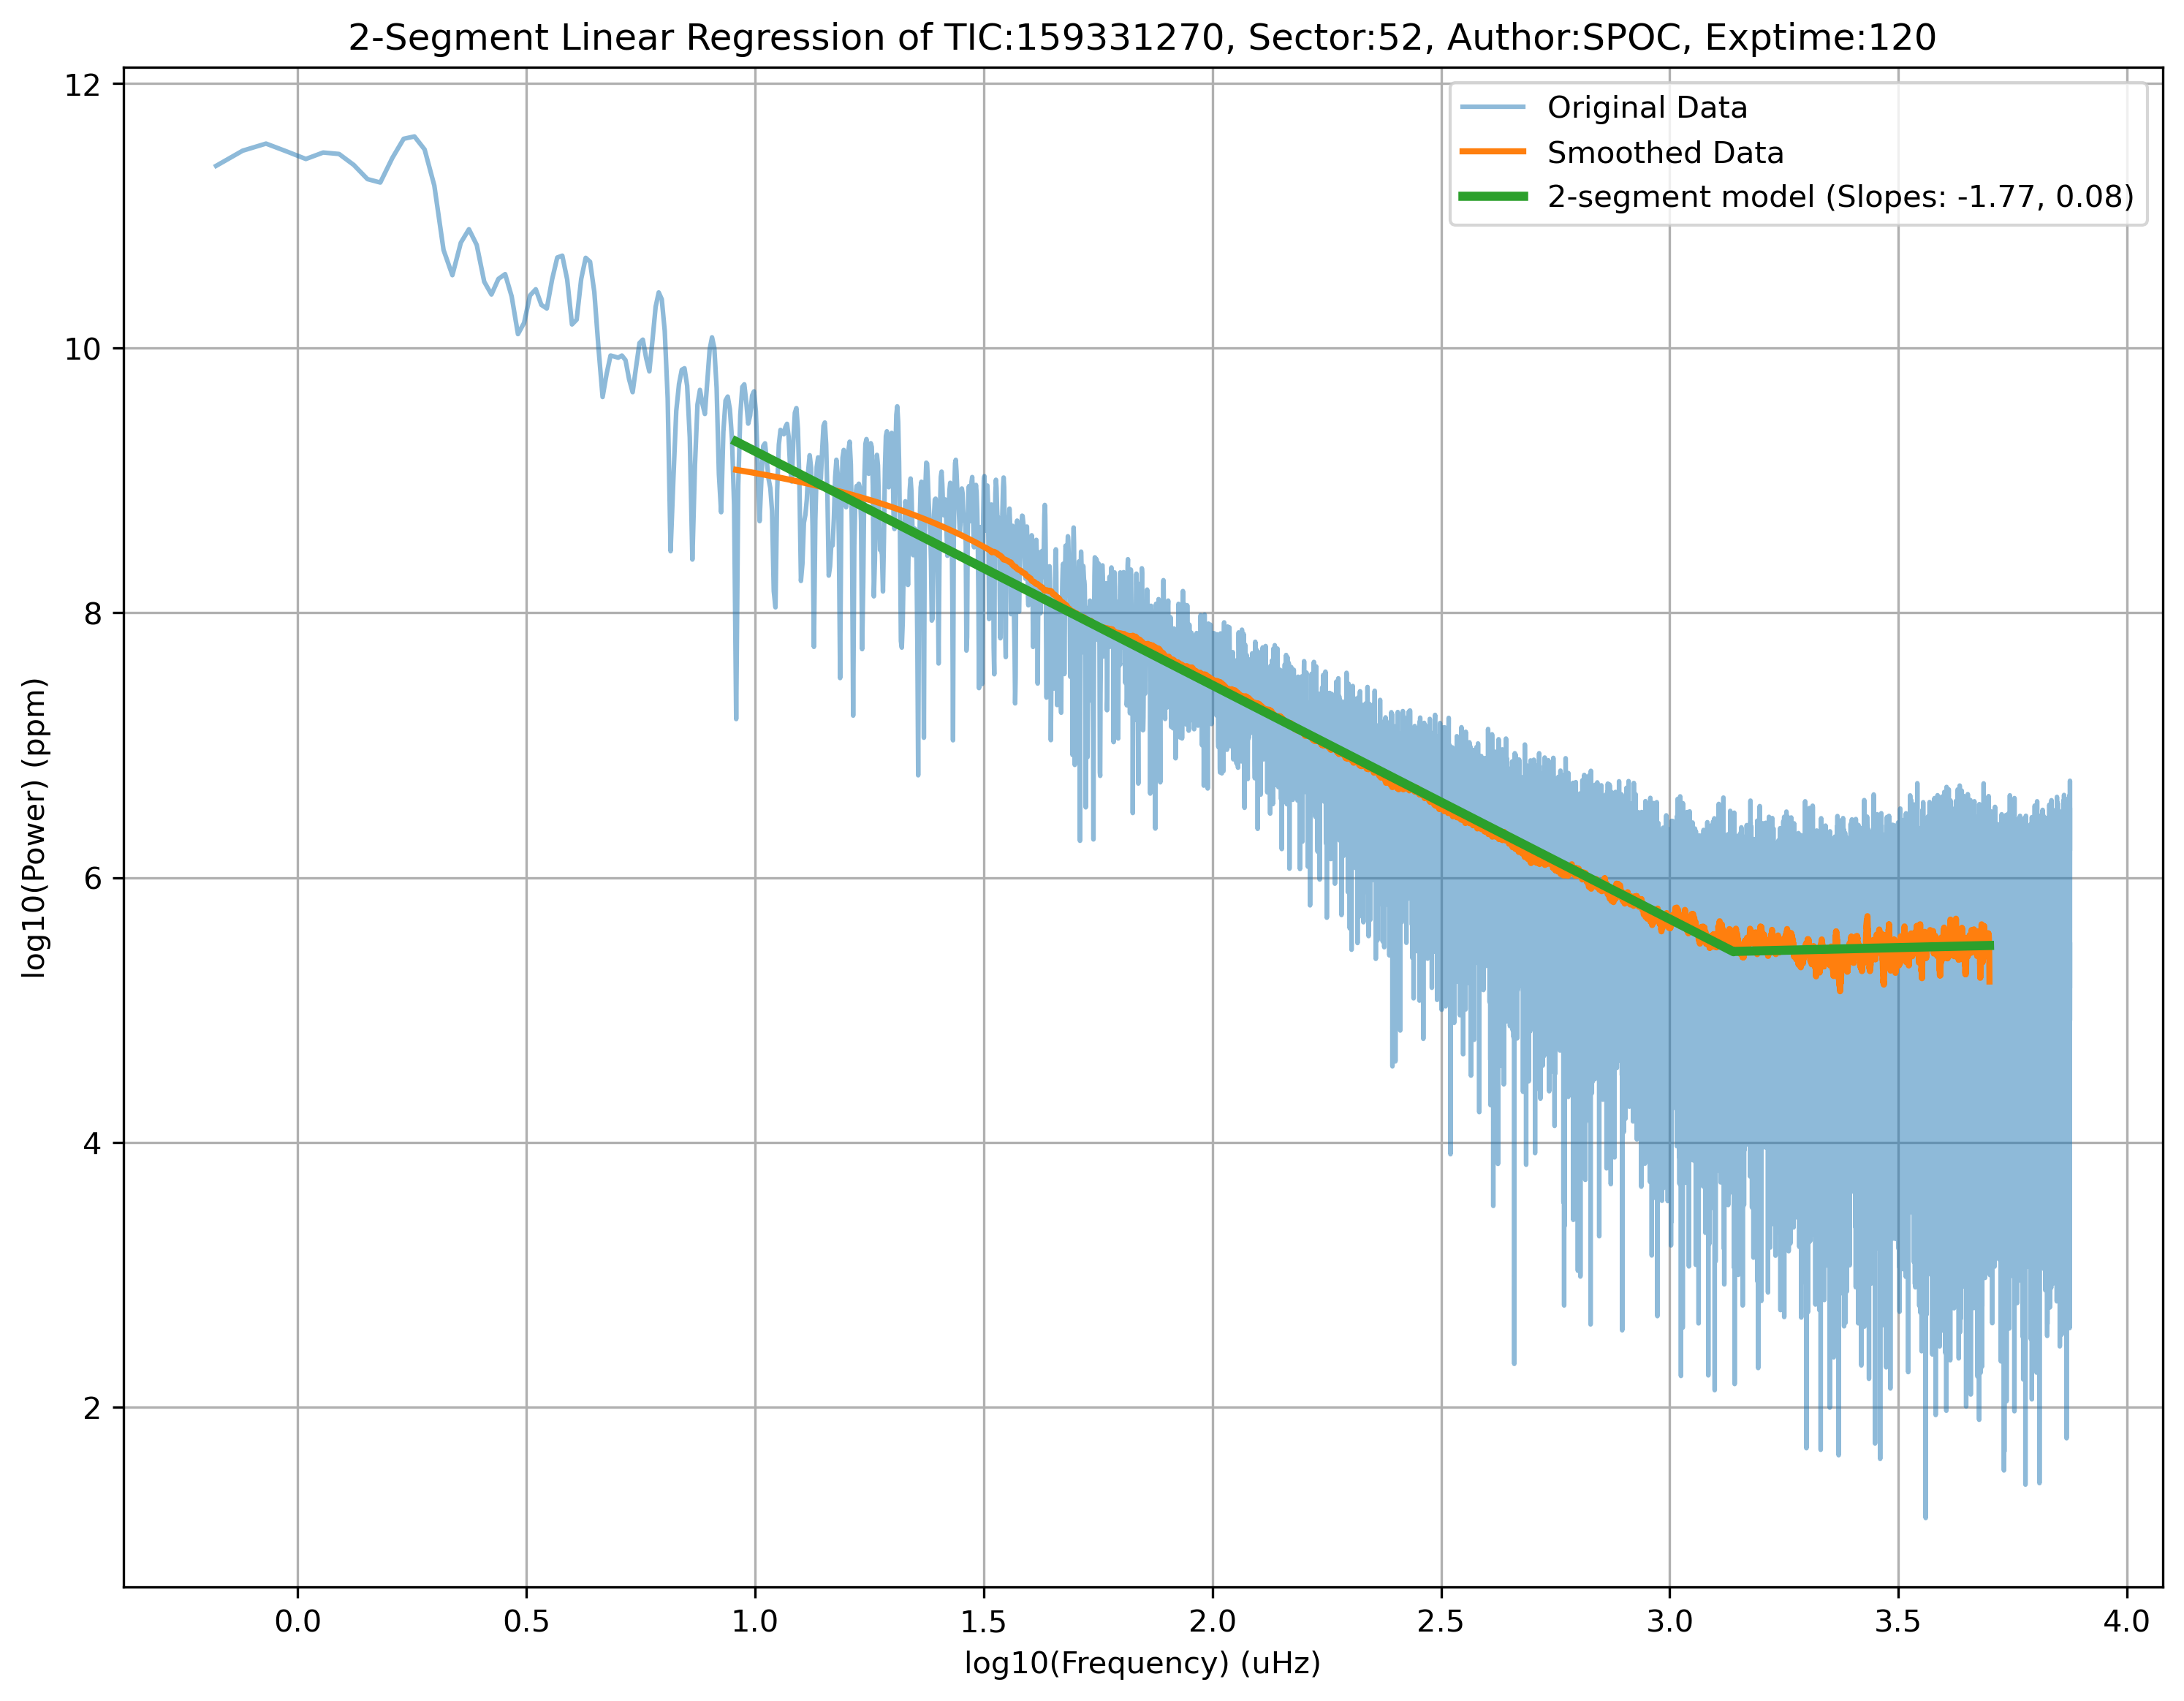 2-Segment Linear Regression of TIC:159331270, Sector:52, Author:SPOC, Exptime:120
Original Data
Smoothed Data
2-segment model (Slopes: -1.77, 0.08)
12
10
8
6
4
2
log10(Power) (ppm)
0.0 0.5 1.0 1.5 2.0 2.5 3.0 3.5 4.0
log10(Frequency) (uHz)